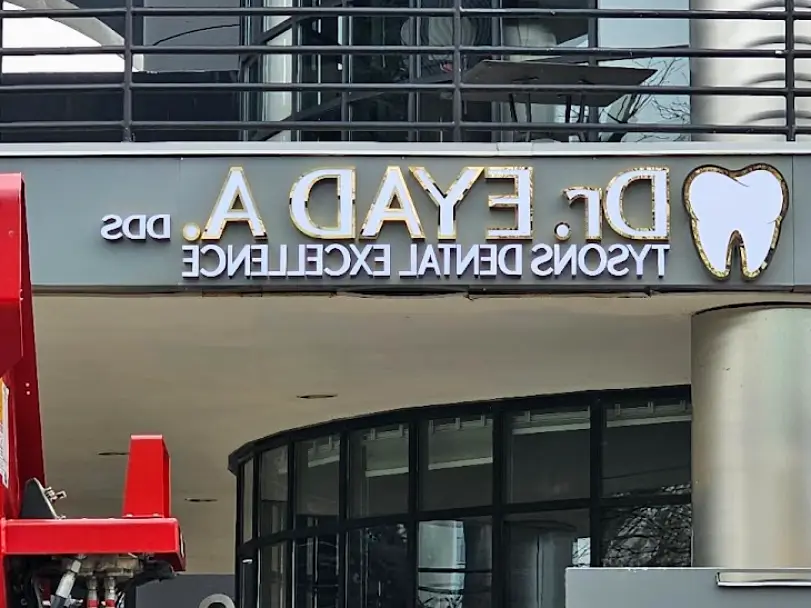 Dr. EYAD A. DDS
TYSONS DENTAL EXCELLENCE